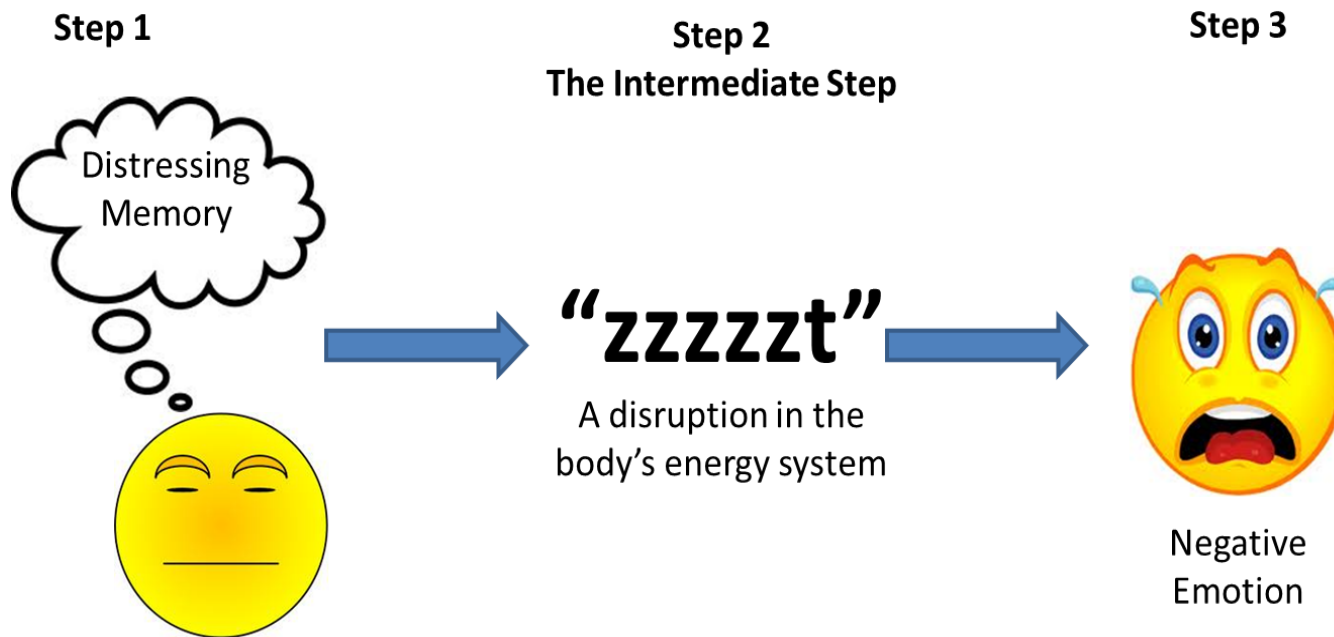 Step 1
Distressing
Memory
Step 2
The Intermediate Step
“zzzzzt”
A disruption in the
body’s energy system
Step 3
Negative
Emotion